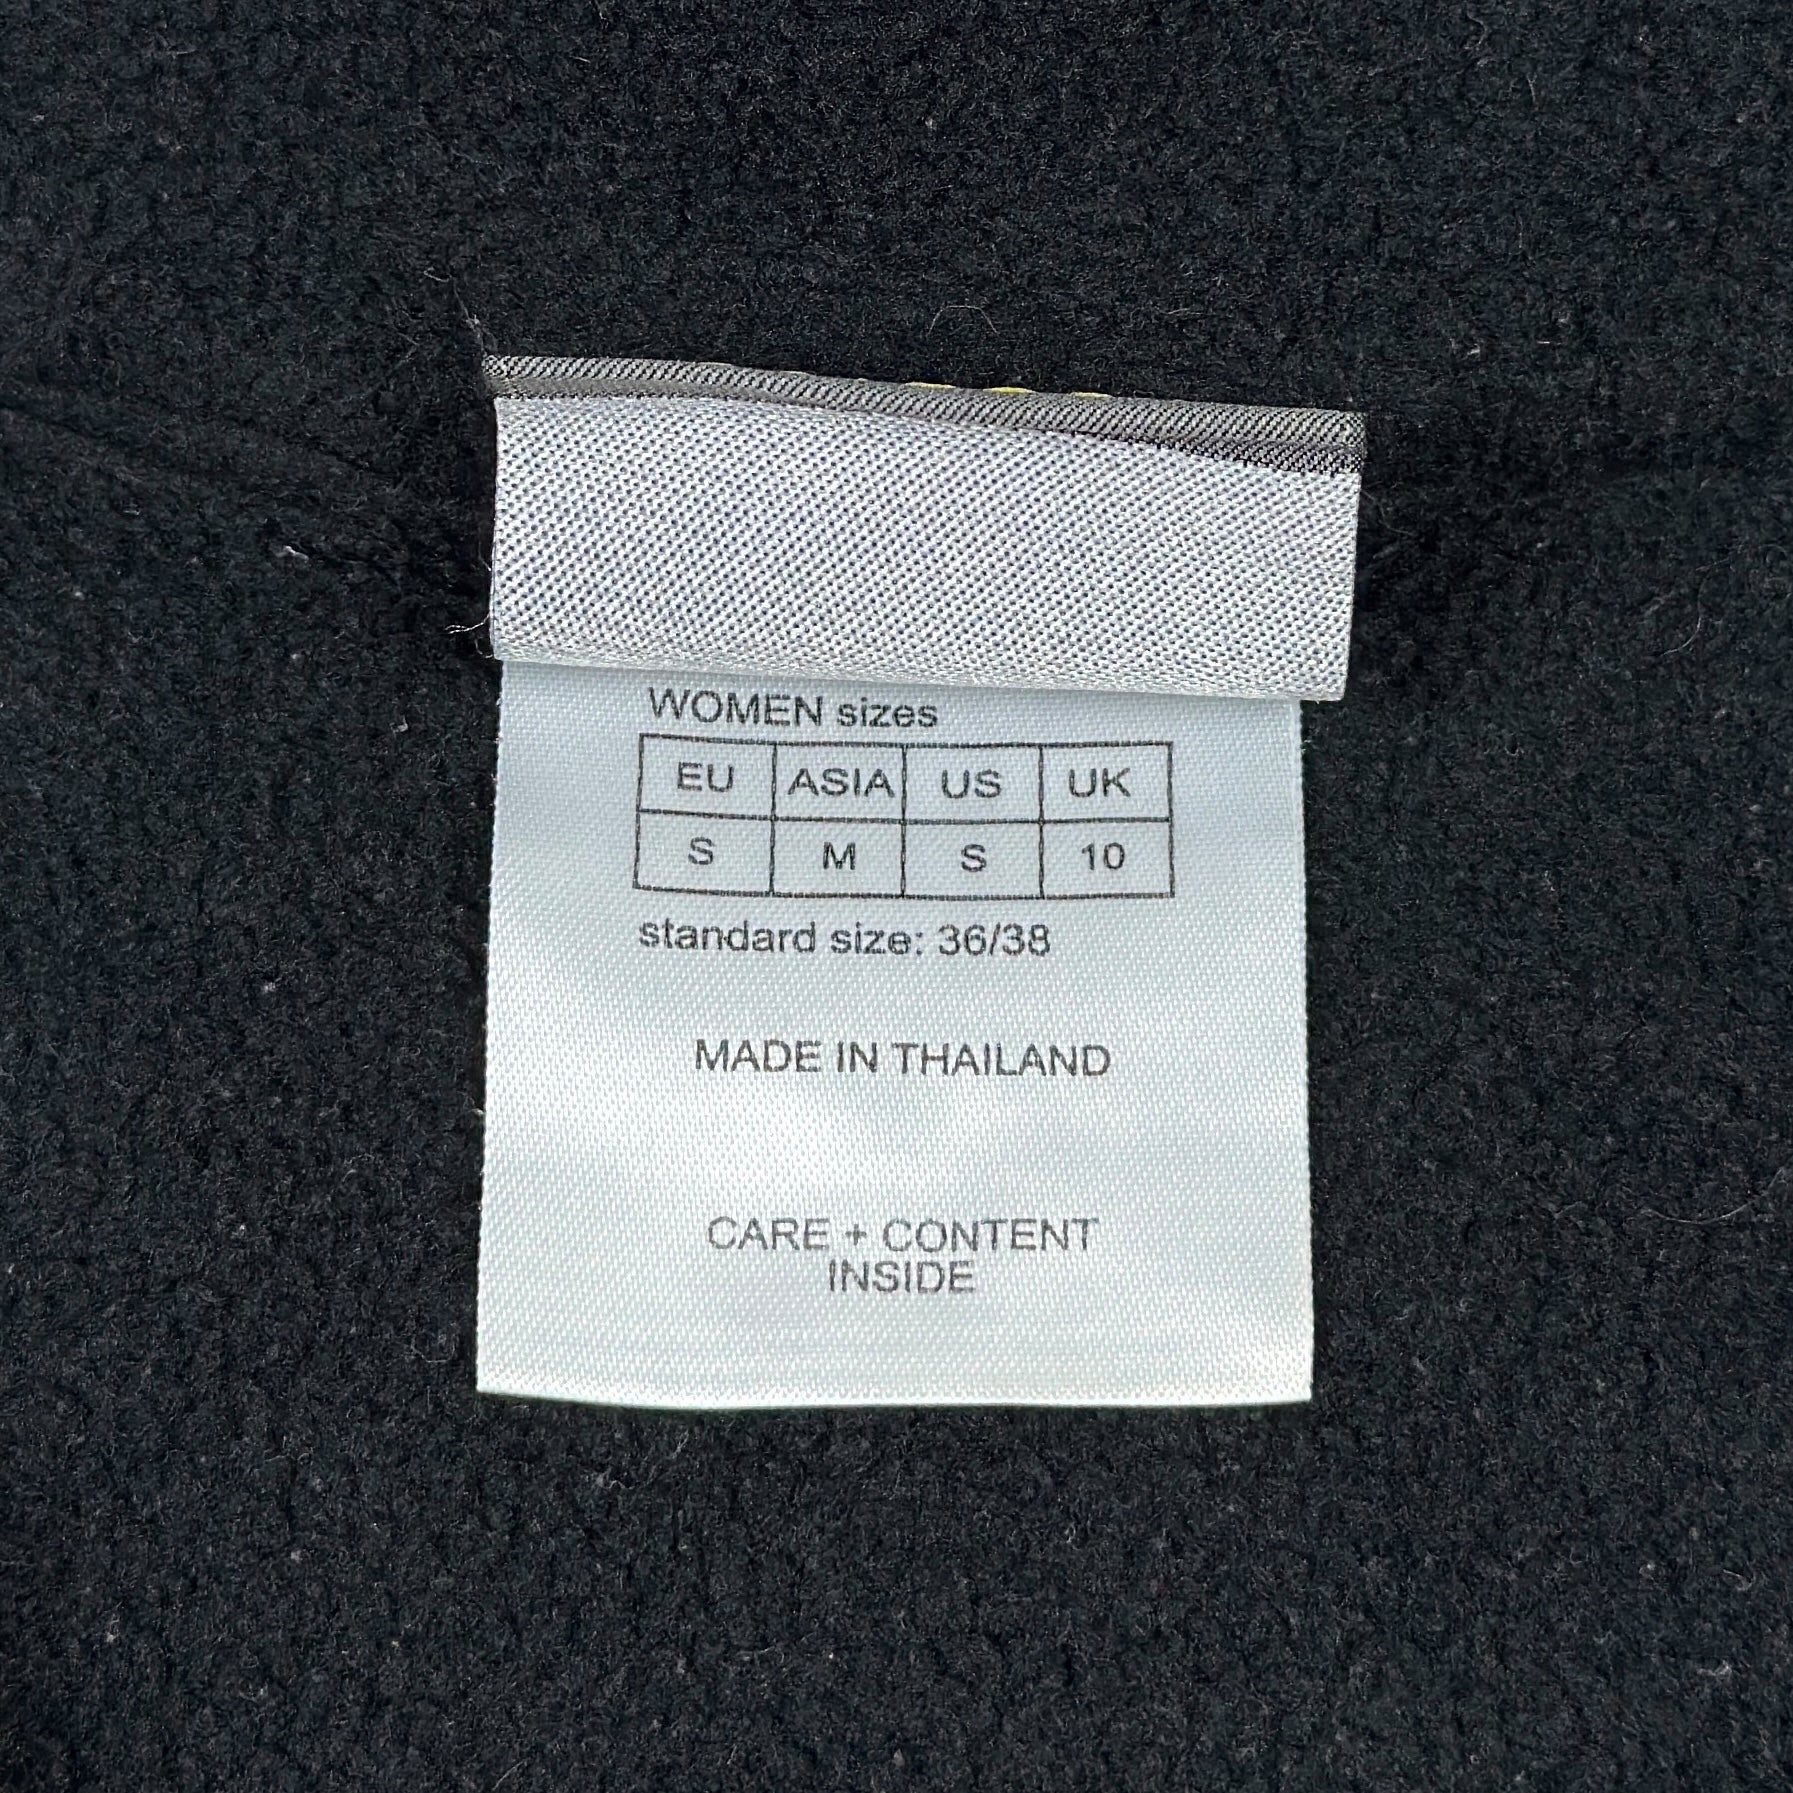 WOMEN sizes
EU ASIA US UK
S M S 10
standard size: 36/38
MADE IN THAILAND
CARE + CONTENT
INSIDE